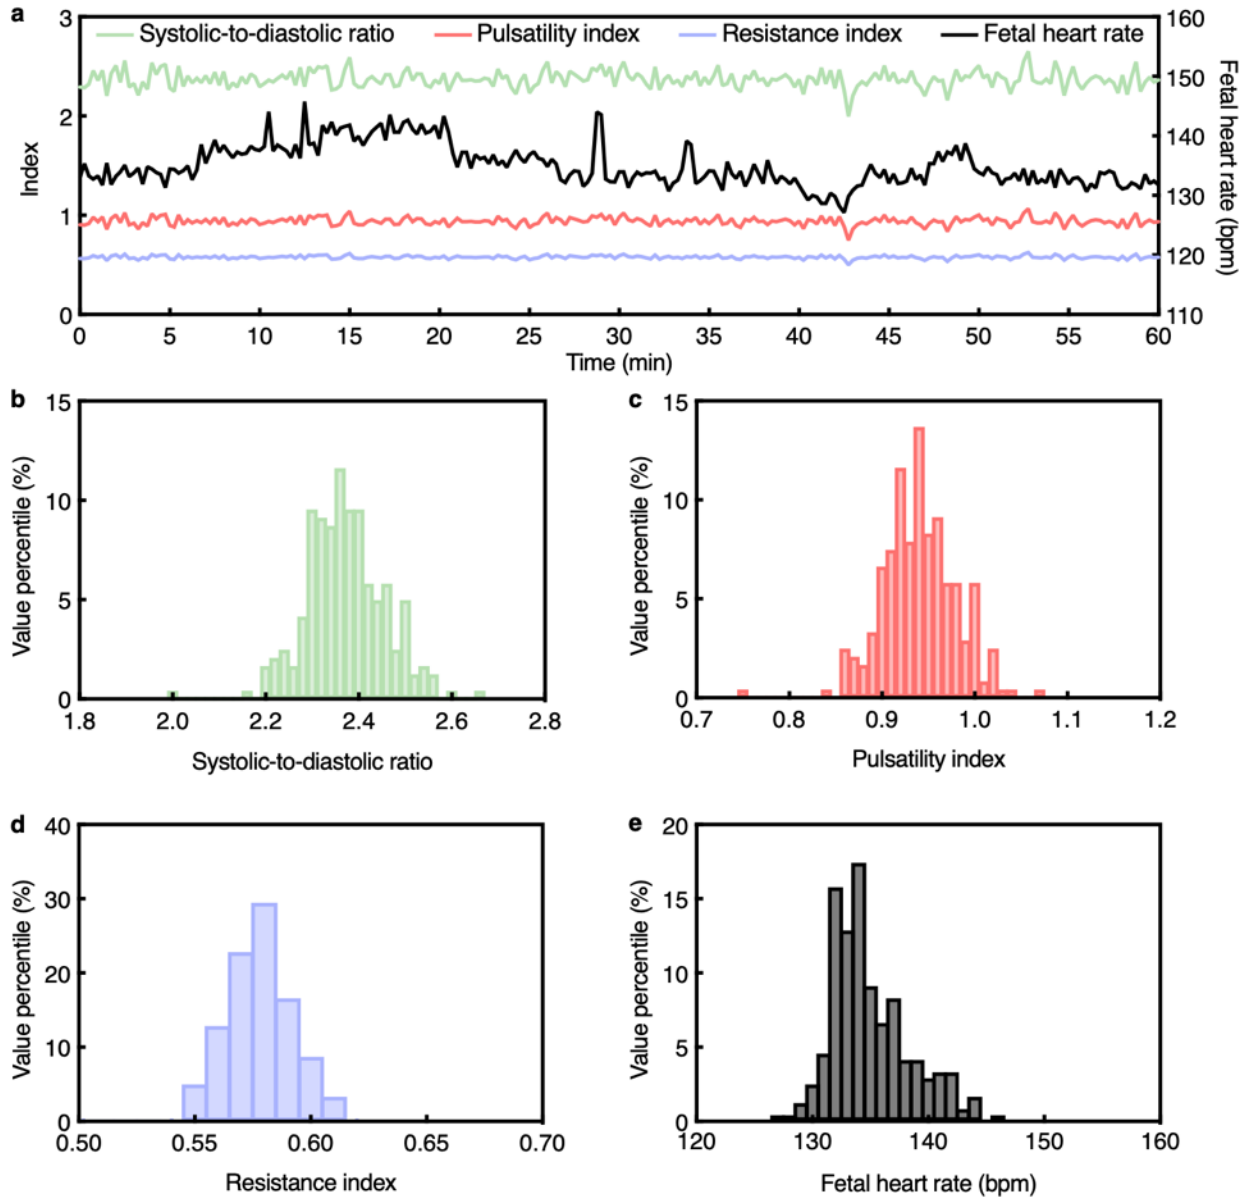 a
3
2
1
0
Index
Systolic-to-diastolic ratio Pulsatility index Resistance index Fetal heart rate
160
150
140
130
120
110
Fetal heart rate (bpm)
0 5 10 15 20 25 30 35 40 45 50 55 60
Time (min)
b
15
10
5
0
Value percentile (%)
1.8 2.0 2.2 2.4 2.6 2.8
Systolic-to-diastolic ratio
c
15
10
5
0
Value percentile (%)
0.7 0.8 0.9 1.0 1.1 1.2
Pulsatility index
d
40
30
20
10
0
Value percentile (%)
0.50 0.55 0.60 0.65 0.70
Resistance index
e
20
15
10
5
0
Value percentile (%)
120 130 140 150 160
Fetal heart rate (bpm)